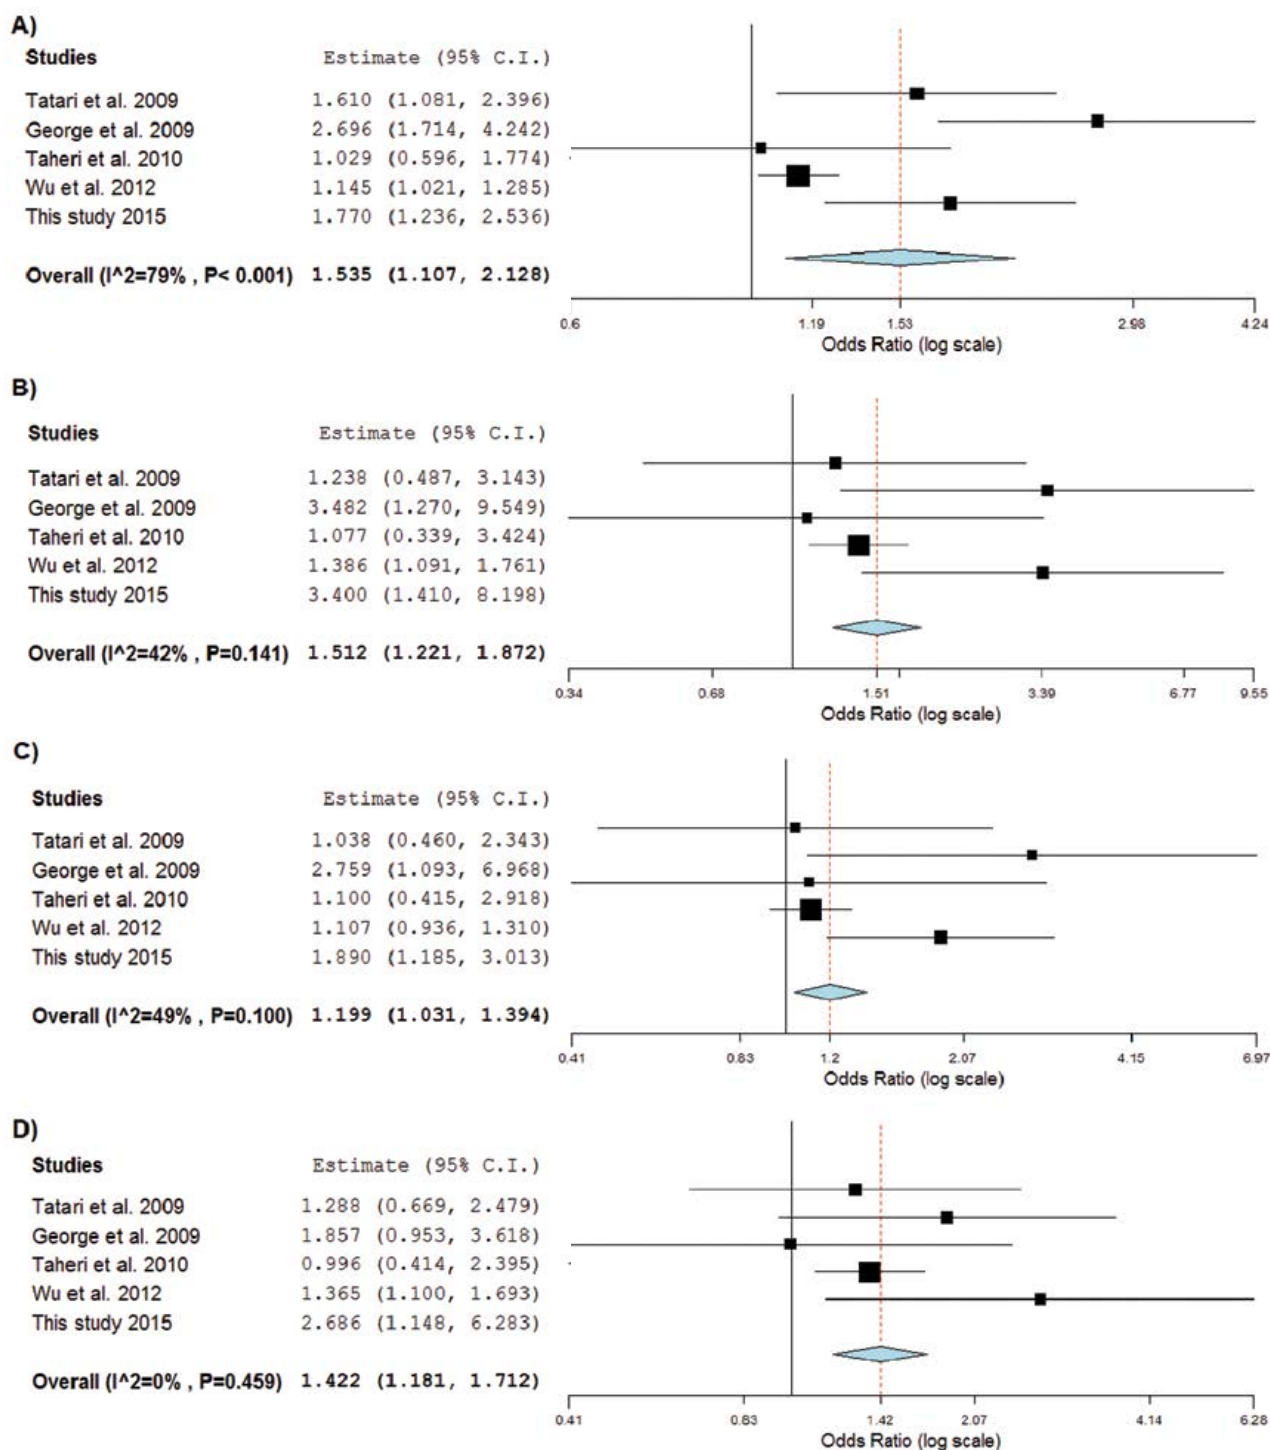 A)
Studies Estimate (95% C.I.)
Tatari et al. 2009 1.610 (1.081, 2.396)
George et al. 2009 2.696 (1.714, 4.242)
Taheri et al. 2010 1.029 (0.596, 1.774)
Wu et al. 2012 1.145 (1.021, 1.285)
This study 2015 1.770 (1.236, 2.536)
Overall (I^2=79% , P< 0.001) 1.535 (1.107, 2.128)
0.6 1.19 1.53 2.98 4.24
Odds Ratio (log scale)
B)
Studies Estimate (95% C.I.)
Tatari et al. 2009 1.238 (0.487, 3.143)
George et al. 2009 3.482 (1.270, 9.549)
Taheri et al. 2010 1.077 (0.339, 3.424)
Wu et al. 2012 1.386 (1.091, 1.761)
This study 2015 3.400 (1.410, 8.198)
Overall (I^2=42% , P=0.141) 1.512 (1.221, 1.872)
0.34 0.68 1.51 3.39 6.77 9.55
Odds Ratio (log scale)
C)
Studies Estimate (95% C.I.)
Tatari et al. 2009 1.038 (0.460, 2.343)
George et al. 2009 2.759 (1.093, 6.968)
Taheri et al. 2010 1.100 (0.415, 2.918)
Wu et al. 2012 1.107 (0.936, 1.310)
This study 2015 1.890 (1.185, 3.013)
Overall (I^2=49% , P=0.100) 1.199 (1.031, 1.394)
0.41 0.83 1.2 2.07 4.15 6.97
Odds Ratio (log scale)
D)
Studies Estimate (95% C.I.)
Tatari et al. 2009 1.288 (0.669, 2.479)
George et al. 2009 1.857 (0.953, 3.618)
Taheri et al. 2010 0.996 (0.414, 2.395)
Wu et al. 2012 1.365 (1.100, 1.693)
This study 2015 2.686 (1.148, 6.283)
Overall (I^2=0% , P=0.459) 1.422 (1.181, 1.712)
0.41 0.83 1.42 2.07 4.14 6.28
Odds Ratio (log scale)